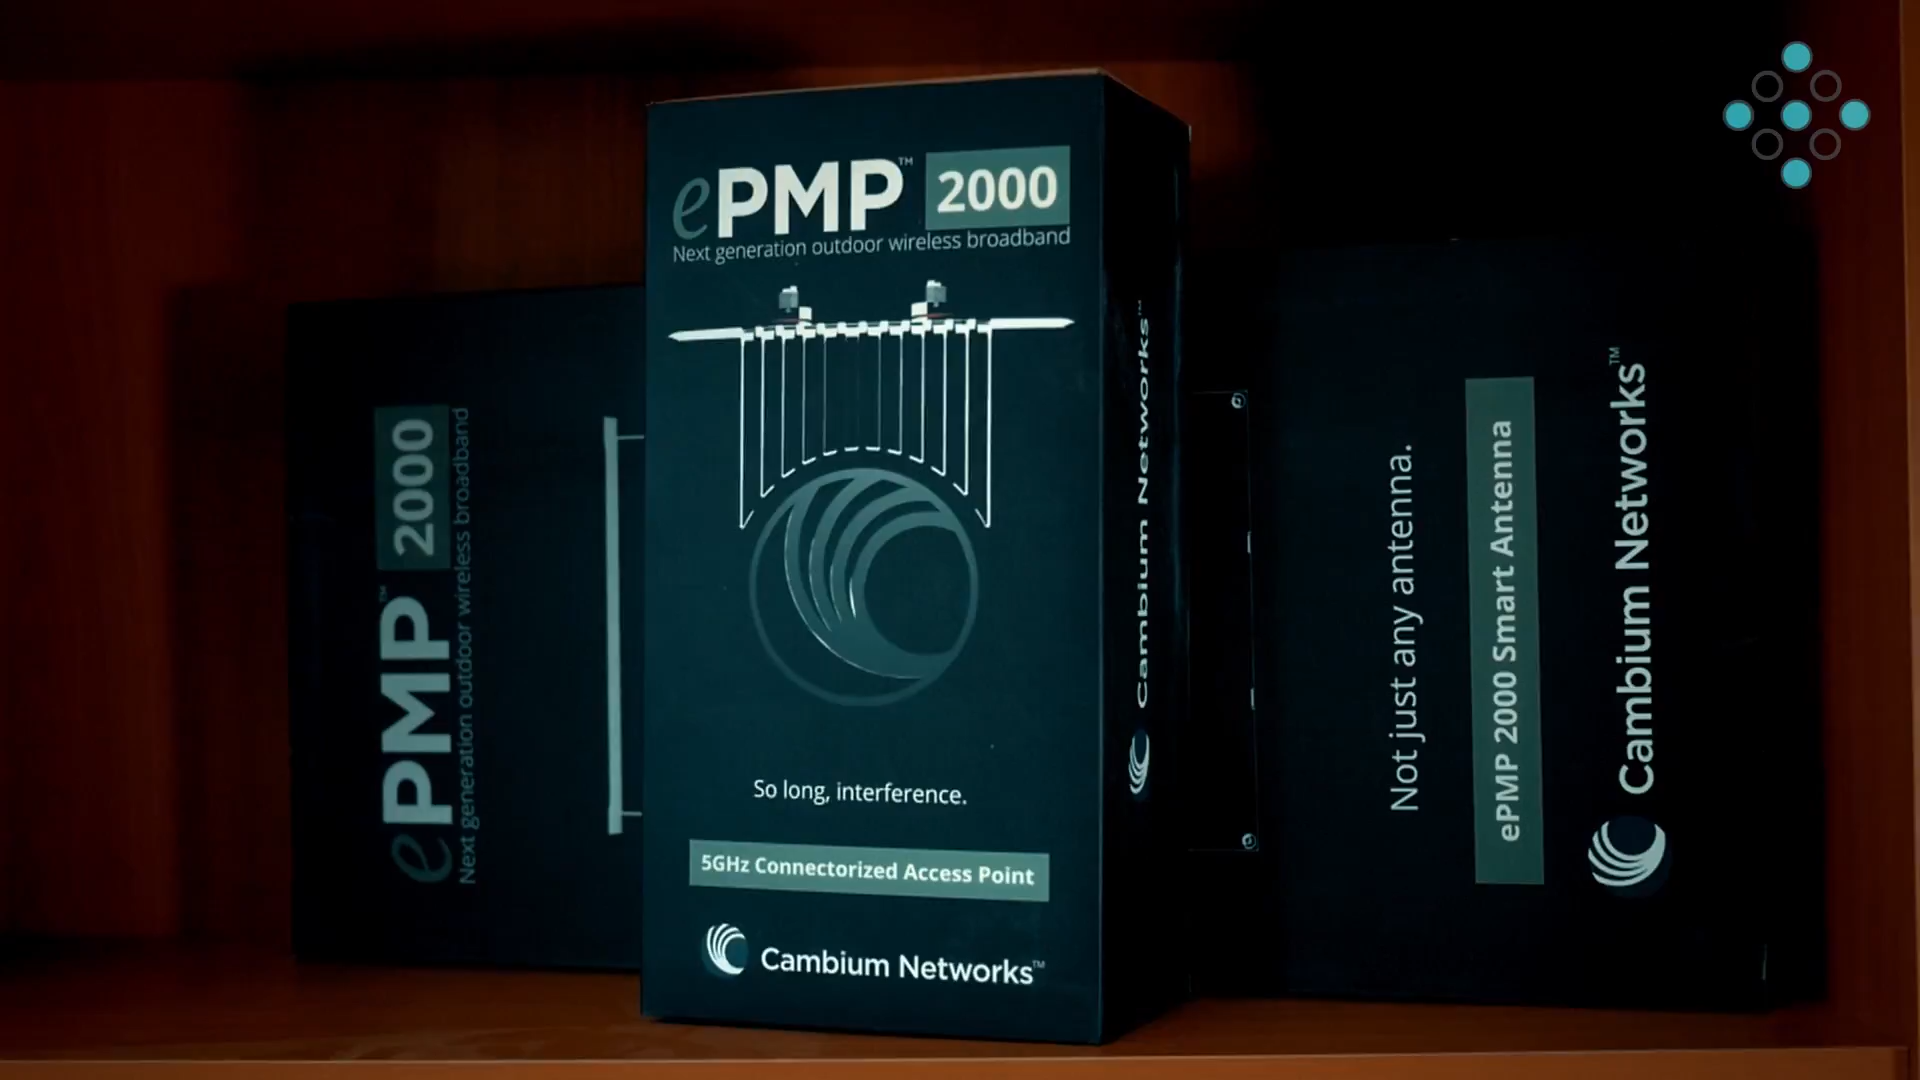 ePMP™ 2000
Next generation outdoor wireless broadband
ePMP™ 2000
Next generation outdoor wireless broadband
So long, interference.
5GHz Connectorized Access Point
Cambium Networks™
Cambium Networks™
Not just any antenna.
ePMP 2000 Smart Antenna
Cambium Networks™